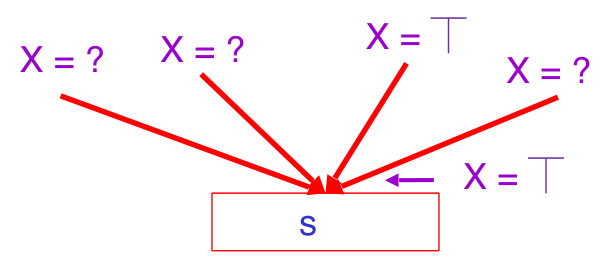 X = ?
X = ?
X = ⊤
X = ?
X = ⊤
s